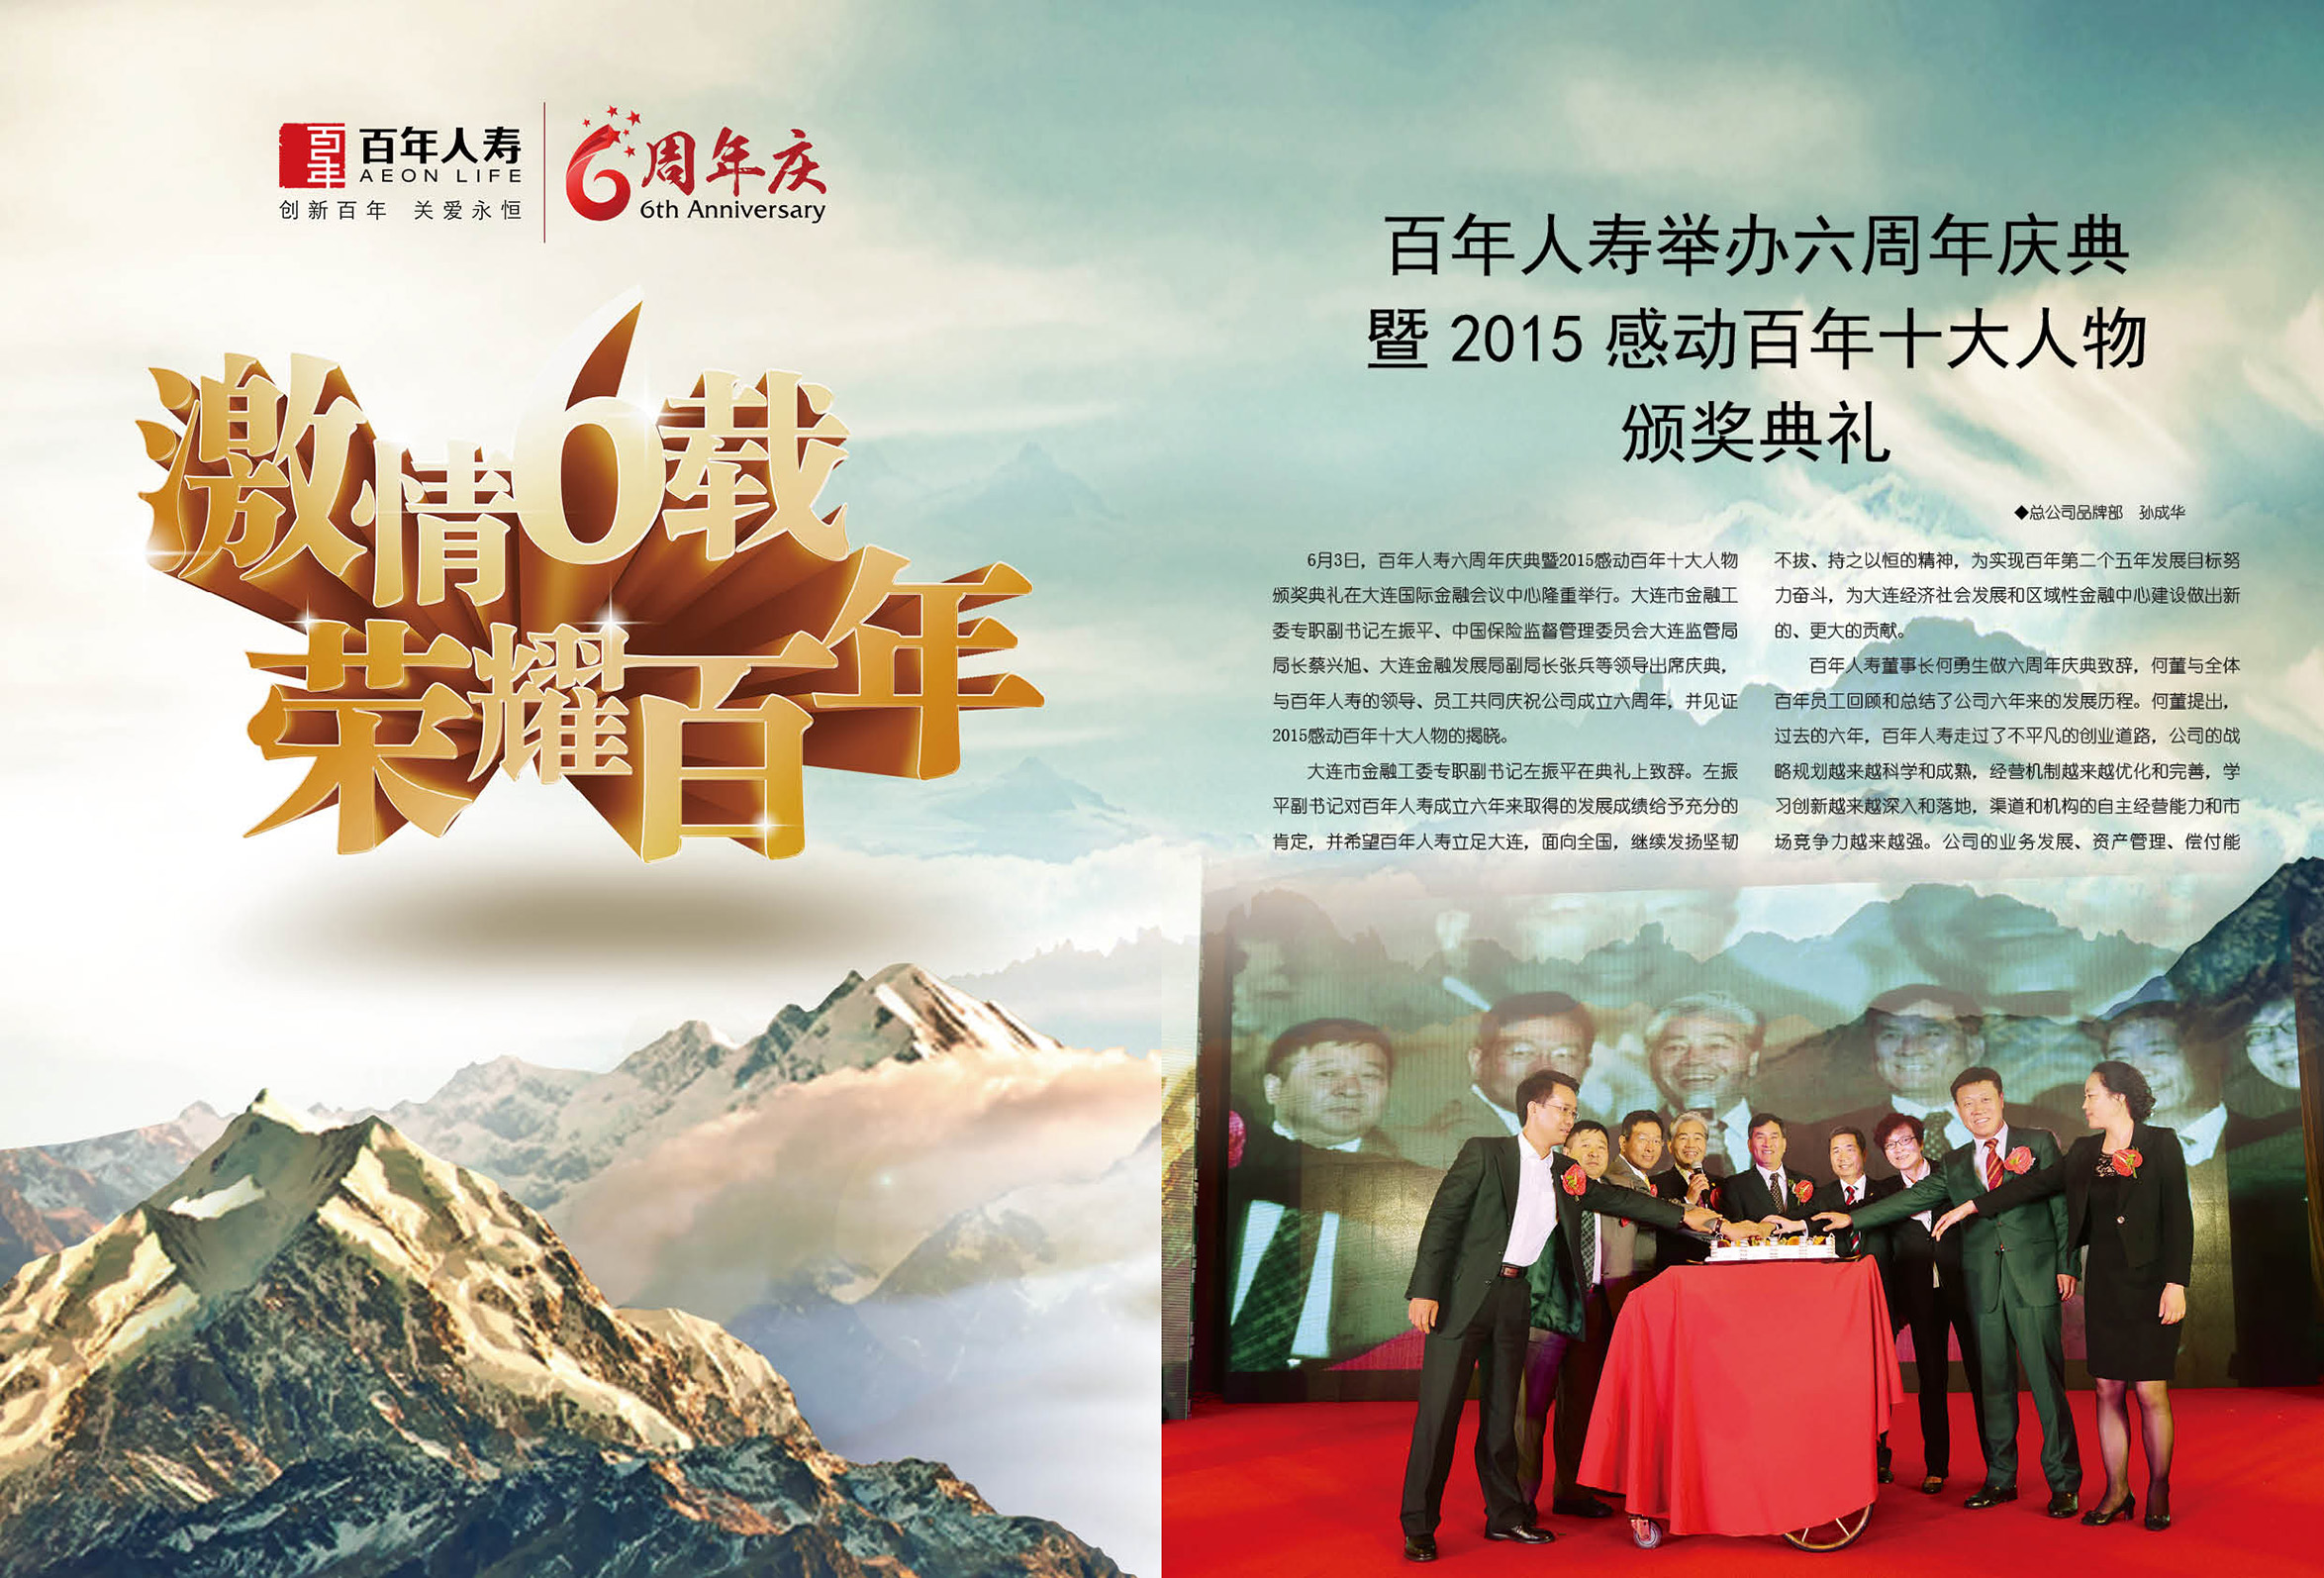 百年
百年人寿
AEON LIFE
创新百年 关爱永恒
6周年庆
6th Anniversary
激情6载
荣耀百年
百年人寿举办六周年庆典
暨 2015 感动百年十大人物
颁奖典礼
◆总公司品牌部 孙成华
6月3日，百年人寿六周年庆典暨2015感动百年十大人物
颁奖典礼在大连国际金融会议中心隆重举行。大连市金融工
委专职副书记左振平、中国保险监督管理委员会大连监管局
局长蔡兴旭、大连金融发展局副局长张兵等领导出席庆典，
与百年人寿的领导、员工共同庆祝公司成立六周年，并见证
2015感动百年十大人物的揭晓。
大连市金融工委专职副书记左振平在典礼上致辞。左振
平副书记对百年人寿成立六年来取得的发展成绩给予充分的
肯定，并希望百年人寿立足大连，面向全国，继续发扬坚韧
不拔、持之以恒的精神，为实现百年第二个五年发展目标努
力奋斗，为大连经济社会发展和区域性金融中心建设做出新
的、更大的贡献。
百年人寿董事长何勇生做六周年庆典致辞，何董与全体
百年员工回顾和总结了公司六年来的发展历程。何董提出，
过去的六年，百年人寿走过了不平凡的创业道路，公司的战
略规划越来越科学和成熟，经营机制越来越优化和完善，学
习创新越来越深入和落地，渠道和机构的自主经营能力和市
场竞争力越来越强。公司的业务发展、资产管理、偿付能